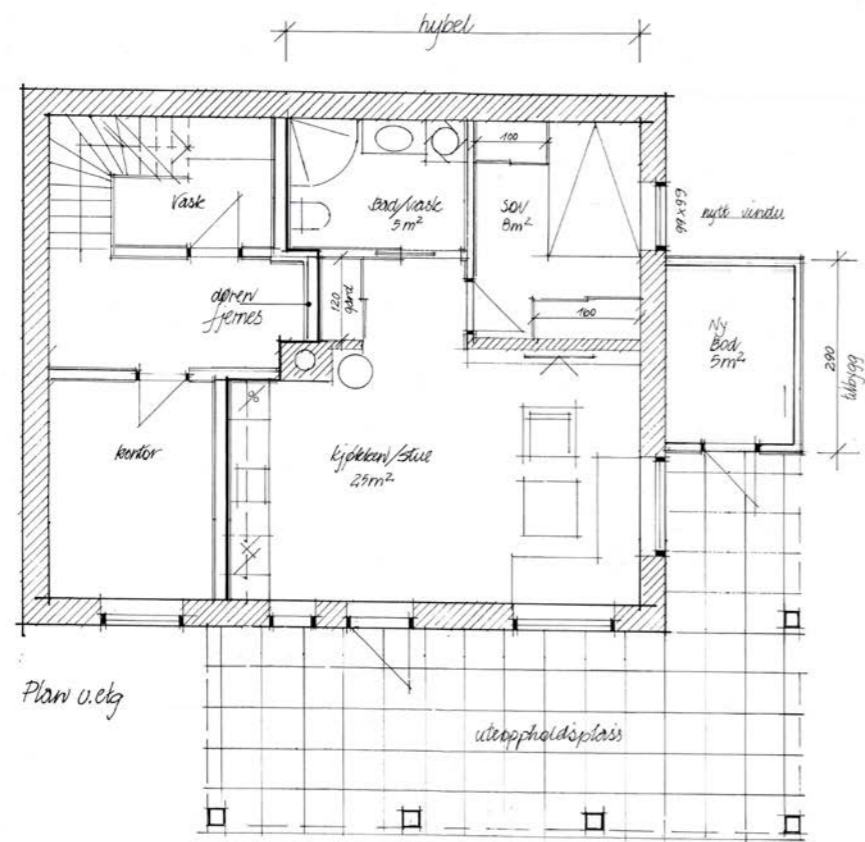 hybel
Vask
Bad/vask
5m²
100
SOV
8m²
99x99
nytt vindu
døren
fjernes
120
gard
160
Ny
Bod
5m²
290
tilbygg
kontor
kjøkken/stue
25m²
Plan u.etg
uteoppholdsplass